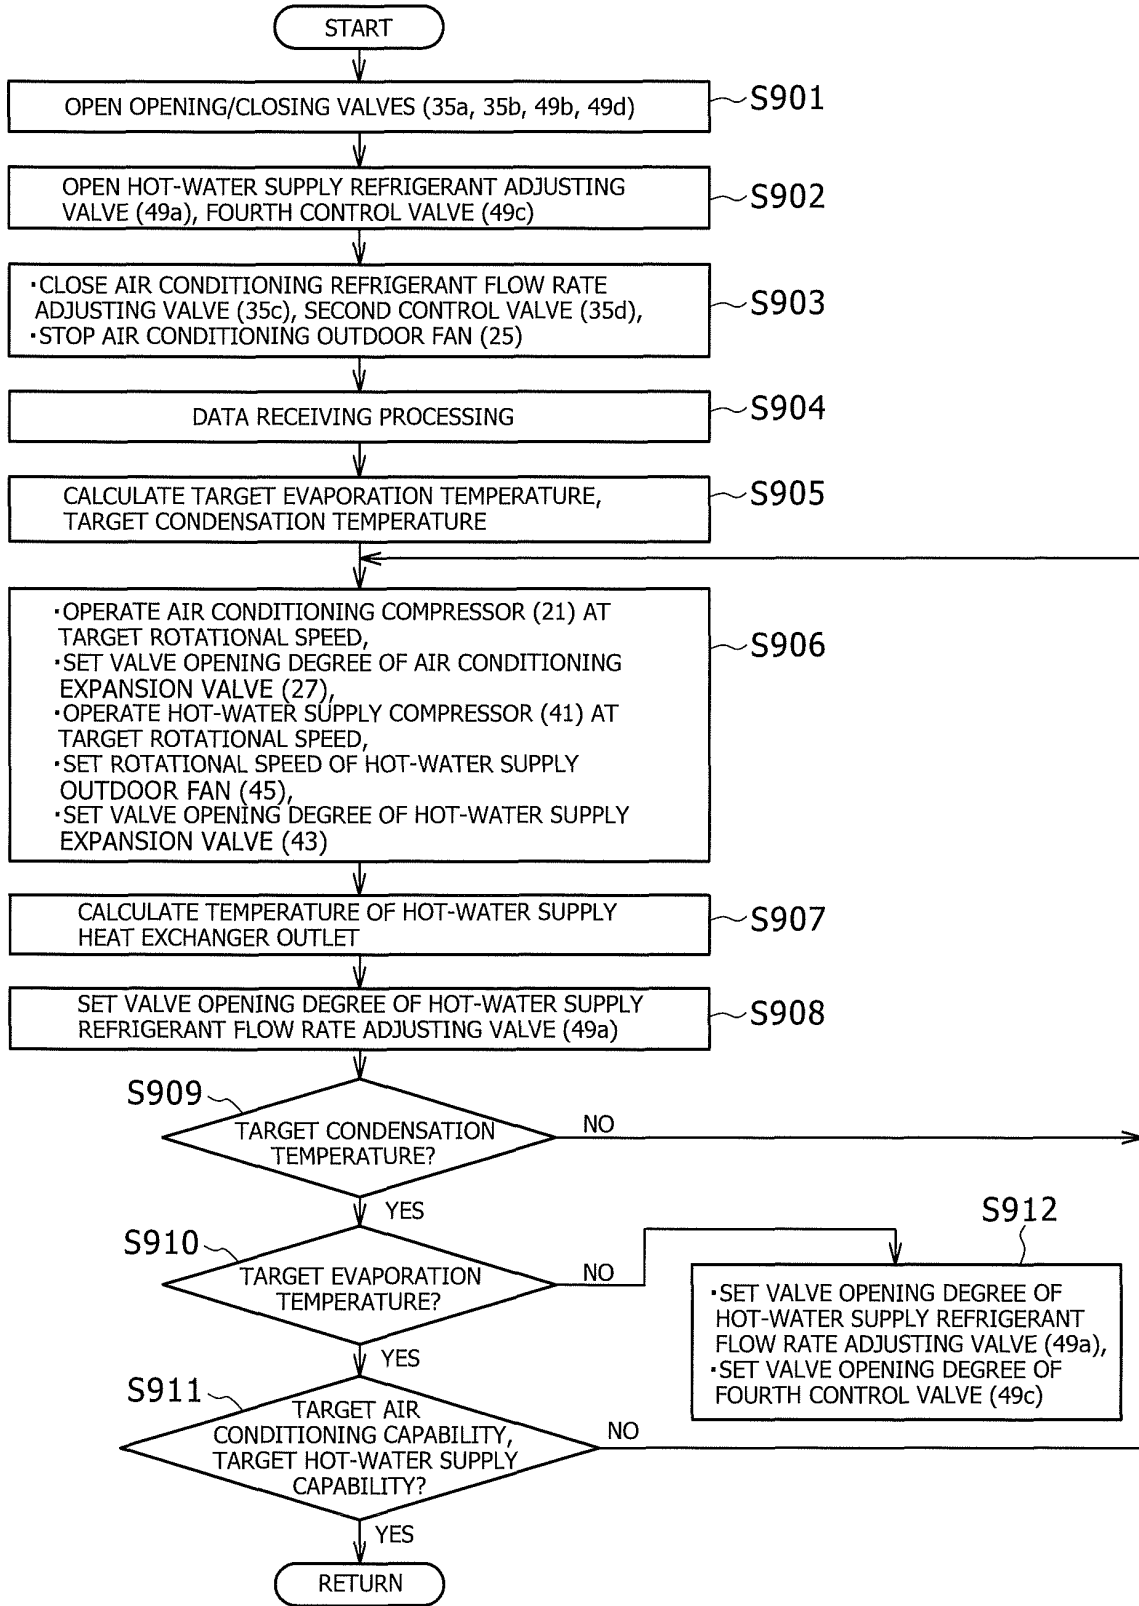 START
OPEN OPENING/CLOSING VALVES (35a, 35b, 49b, 49d)
S901
OPEN HOT-WATER SUPPLY REFRIGERANT ADJUSTING
VALVE (49a), FOURTH CONTROL VALVE (49c)
S902
・CLOSE AIR CONDITIONING REFRIGERANT FLOW RATE
ADJUSTING VALVE (35c), SECOND CONTROL VALVE (35d),
・STOP AIR CONDITIONING OUTDOOR FAN (25)
S903
DATA RECEIVING PROCESSING
S904
CALCULATE TARGET EVAPORATION TEMPERATURE,
TARGET CONDENSATION TEMPERATURE
S905
・OPERATE AIR CONDITIONING COMPRESSOR (21) AT
TARGET ROTATIONAL SPEED,
・SET VALVE OPENING DEGREE OF AIR CONDITIONING
EXPANSION VALVE (27),
・OPERATE HOT-WATER SUPPLY COMPRESSOR (41) AT
TARGET ROTATIONAL SPEED,
・SET ROTATIONAL SPEED OF HOT-WATER SUPPLY
OUTDOOR FAN (45),
・SET VALVE OPENING DEGREE OF HOT-WATER SUPPLY
EXPANSION VALVE (43)
S906
CALCULATE TEMPERATURE OF HOT-WATER SUPPLY
HEAT EXCHANGER OUTLET
S907
SET VALVE OPENING DEGREE OF HOT-WATER SUPPLY
REFRIGERANT FLOW RATE ADJUSTING VALVE (49a)
S908
S909
TARGET CONDENSATION
TEMPERATURE?
NO
YES
S910
TARGET EVAPORATION
TEMPERATURE?
NO
YES
S912
・SET VALVE OPENING DEGREE OF
HOT-WATER SUPPLY REFRIGERANT
FLOW RATE ADJUSTING VALVE (49a),
・SET VALVE OPENING DEGREE OF
FOURTH CONTROL VALVE (49c)
S911
TARGET AIR
CONDITIONING CAPABILITY,
TARGET HOT-WATER SUPPLY
CAPABILITY?
NO
YES
RETURN